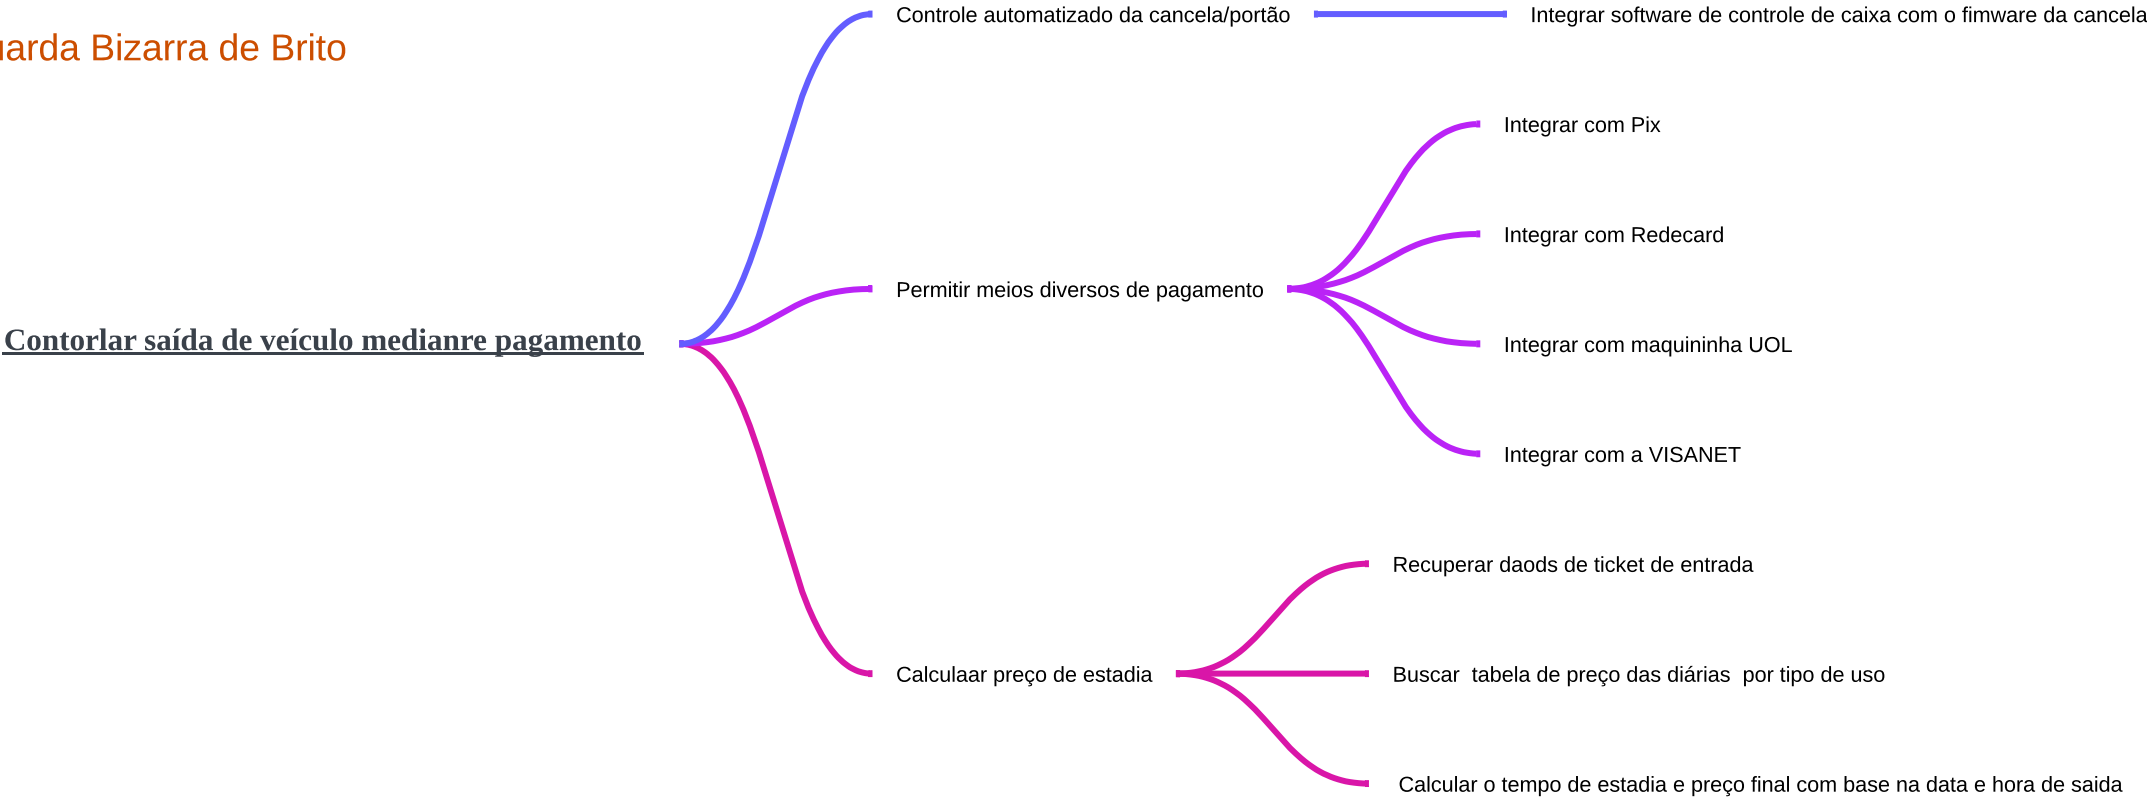 Bizarra de Brito
Contorlar saída de veículo medianre pagamento
Controle automatizado da cancela/portão
Integrar software de controle de caixa com o fimware da cancela
Permitir meios diversos de pagamento
Integrar com Pix
Integrar com Redecard
Integrar com maquininha UOL
Integrar com a VISANET
Calculaar preço de estadia
Recuperar daods de ticket de entrada
Buscar  tabela de preço das diárias  por tipo de uso
Calcular o tempo de estadia e preço final com base na data e hora de saida